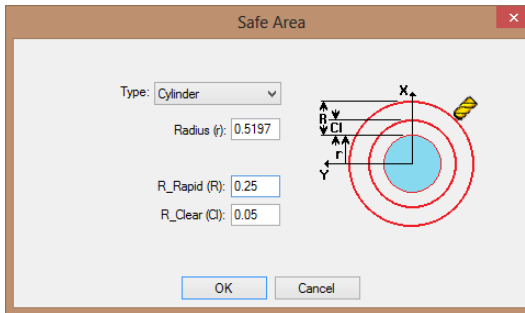 Safe Area
Type: Cylinder
Radius (r): 0.5197
R_Rapid (R): 0.25
R_Clear (Cl): 0.05
X
R
Cl
r
Y
OK Cancel